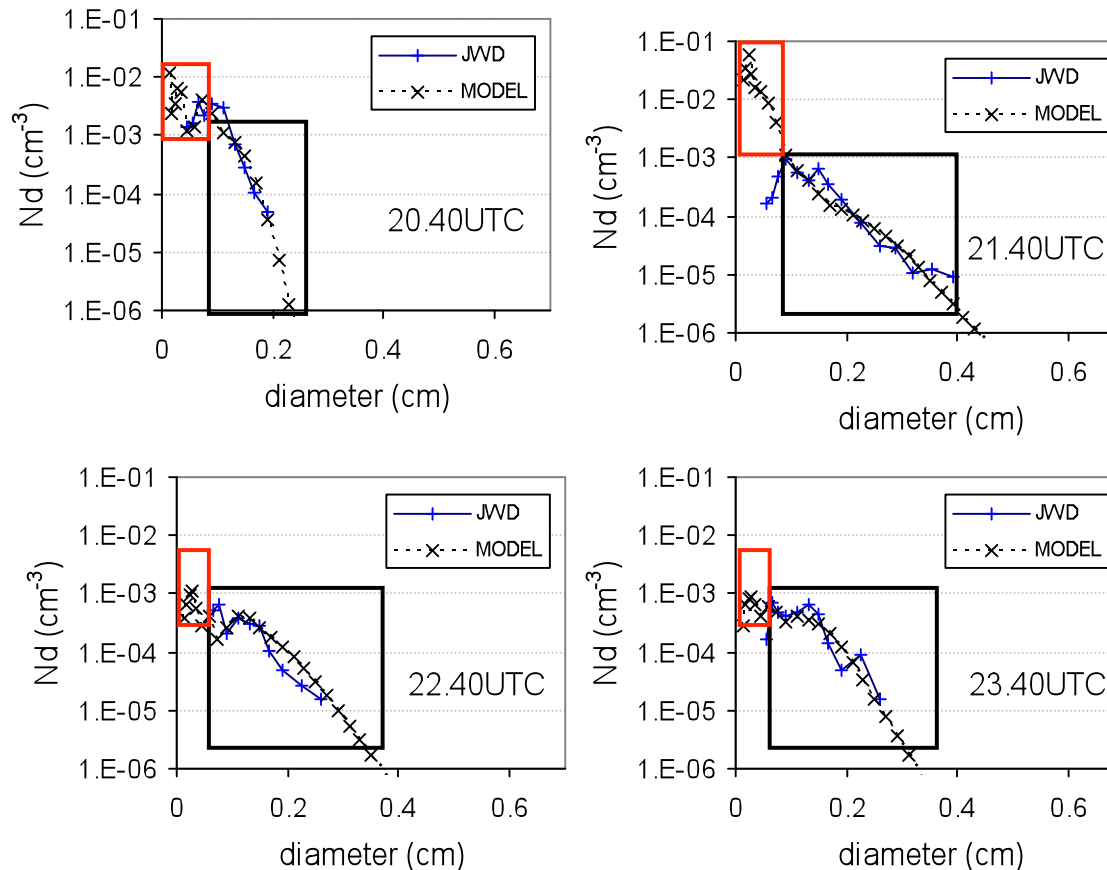 1.E-01
1.E-02
1.E-03
1.E-04
1.E-05
1.E-06
Nd (cm-3)
JWD
MODEL
20.40UTC
0 0.2 0.4 0.6
diameter (cm)
1.E-01
1.E-02
1.E-03
1.E-04
1.E-05
1.E-06
Nd (cm-3)
JWD
MODEL
21.40UTC
0 0.2 0.4 0.6
diameter (cm)
1.E-01
1.E-02
1.E-03
1.E-04
1.E-05
1.E-06
Nd (cm-3)
JWD
MODEL
22.40UTC
0 0.2 0.4 0.6
diameter (cm)
1.E-01
1.E-02
1.E-03
1.E-04
1.E-05
1.E-06
Nd (cm-3)
JWD
MODEL
23.40UTC
0 0.2 0.4 0.6
diameter (cm)